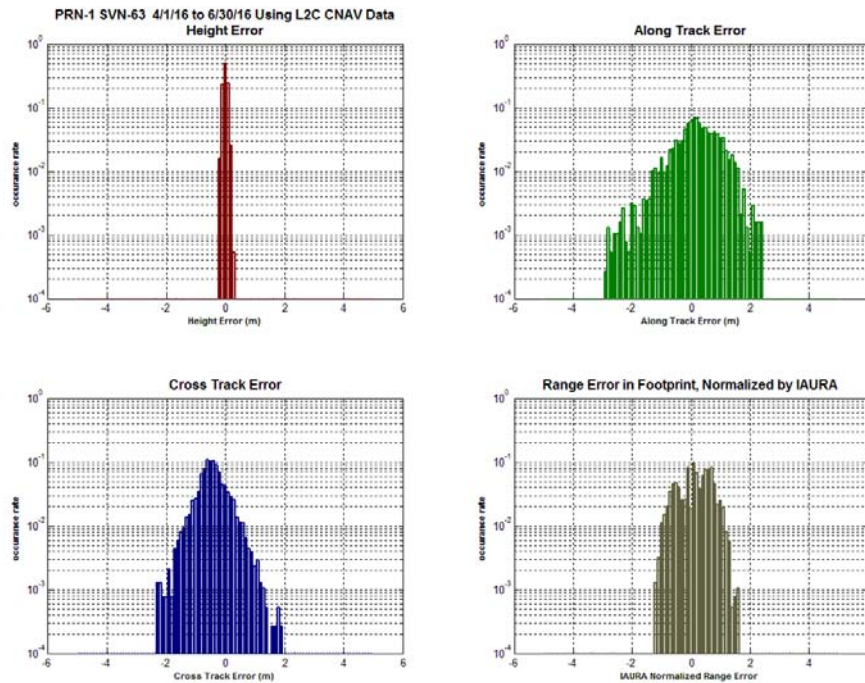 PRN-1 SVN-63 4/1/16 to 6/30/16 Using L2C CNAV Data
Height Error
10^0
10^-1
10^-2
10^-3
10^-4
occurance rate
-6 -4 -2 0 2 4 6
Height Error (m)
Along Track Error
10^0
10^-1
10^-2
10^-3
10^-4
occurance rate
-6 -4 -2 0 2 4
Along Track Error (m)
Cross Track Error
10^0
10^-1
10^-2
10^-3
10^-4
occurance rate
-6 -4 -2 0 2 4 6
Cross Track Error (m)
Range Error in Footprint, Normalized by IAURA
10^0
10^-1
10^-2
10^-3
10^-4
occurance rate
-6 -4 -2 0 2 4
IAURA Normalized Range Error